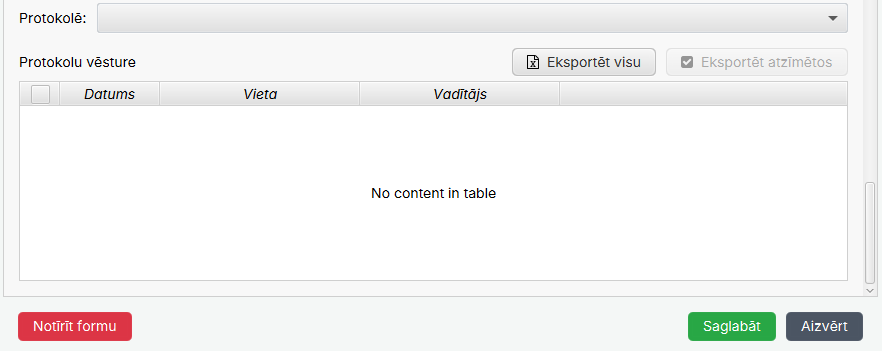 Protokolē:
Protokolu vēsture
Eksportēt visu
Eksportēt atzīmētos
Datums Vieta Vadītājs
No content in table
Notīrīt formu
Saglabāt
Aizvērt